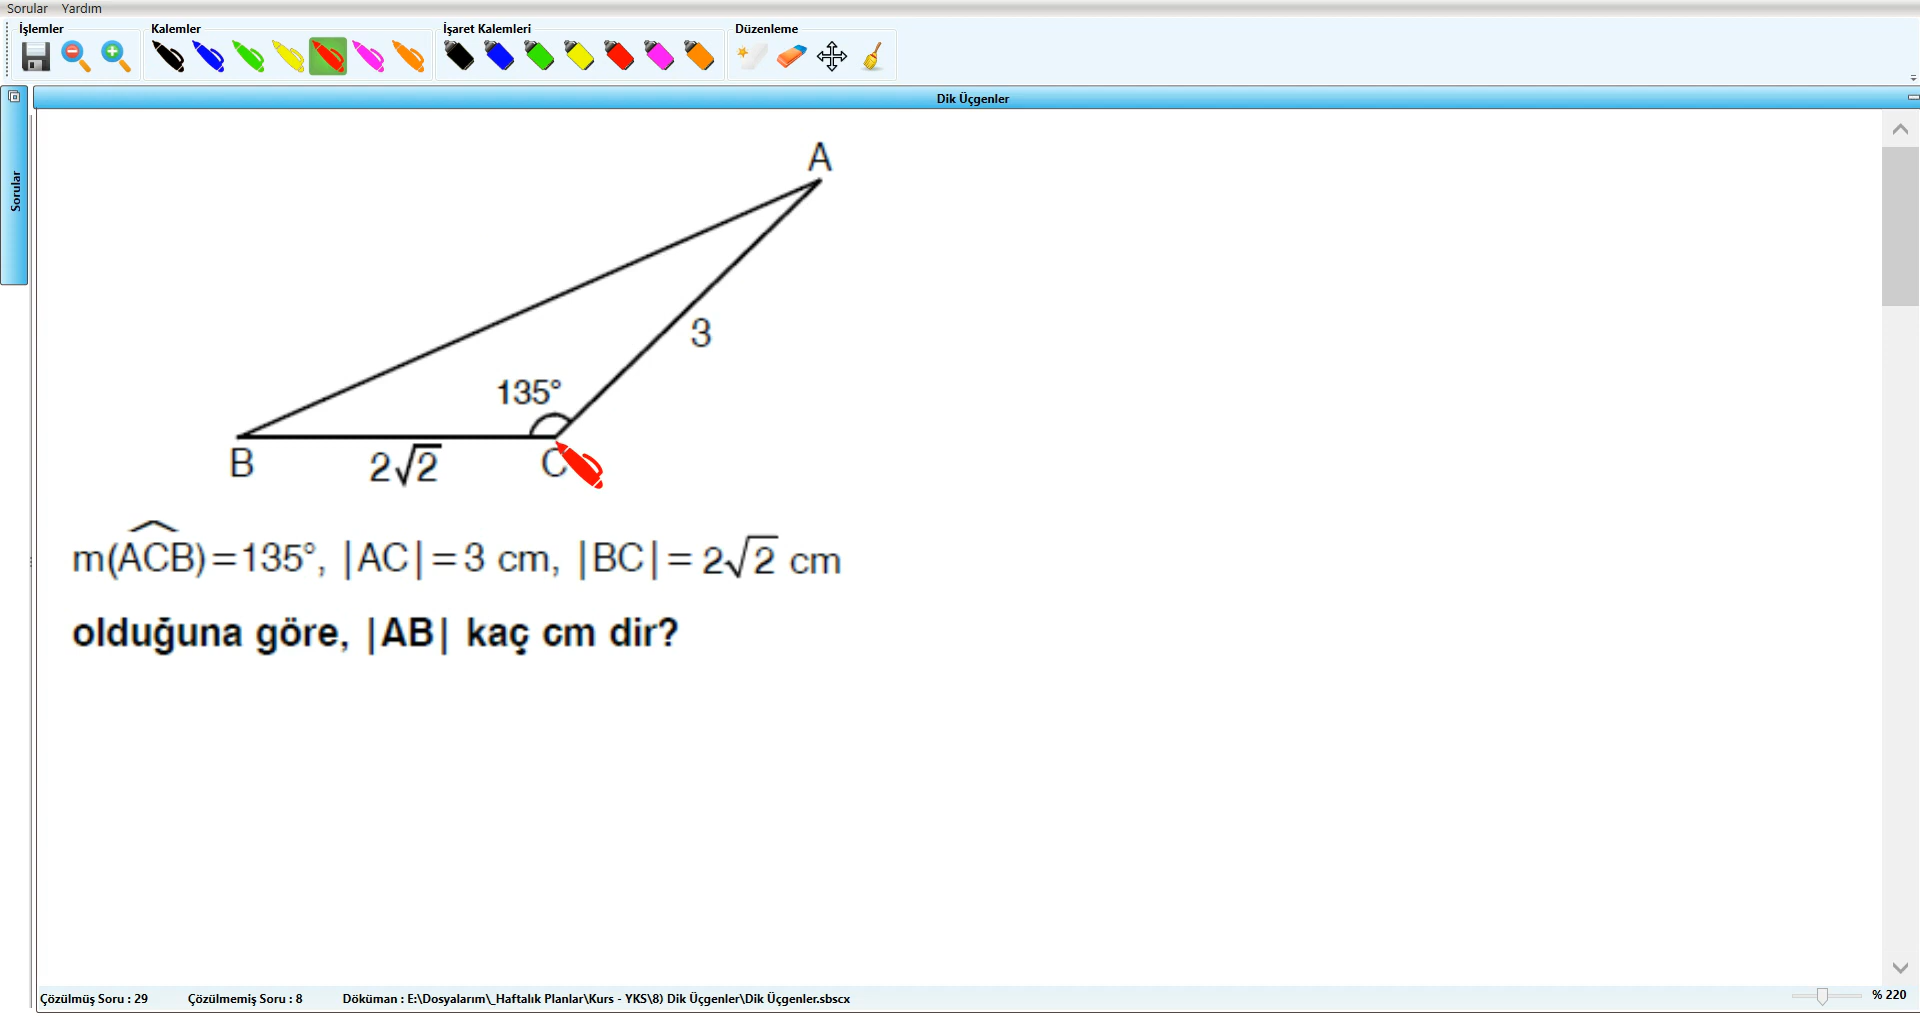 Sorular Yardım
İşlemler Kalemler İşaret Kalemleri Düzenleme
Dik Üçgenler
Sorular
A
3
135°
B 2√2 C
m(ACB)=135°, |AC|=3 cm, |BC|= 2√2 cm
olduğuna göre, |AB| kaç cm dir?
Çözülmüş Soru : 29 Çözülmemiş Soru : 8 Döküman : E:\Dosyalarım\_Haftalık Planlar\Kurs - YKS\8) Dik Üçgenler\Dik Üçgenler.sbscx % 220